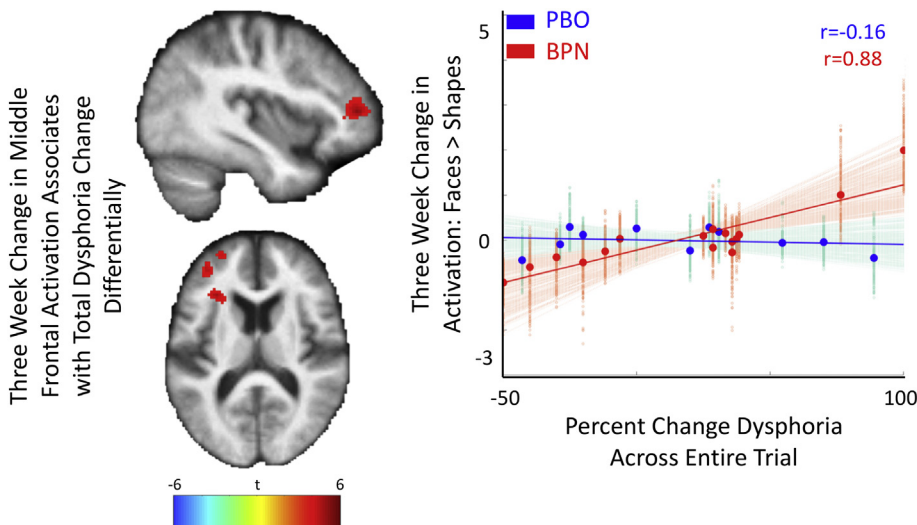 Three Week Change in Middle
Frontal Activation Associates
with Total Dysphoria Change
Differentially
-6
t
6
Three Week Change in
Activation: Faces > Shapes
5
0
-3
PBO
BPN
r=-0.16
r=0.88
-50
100
Percent Change Dysphoria
Across Entire Trial